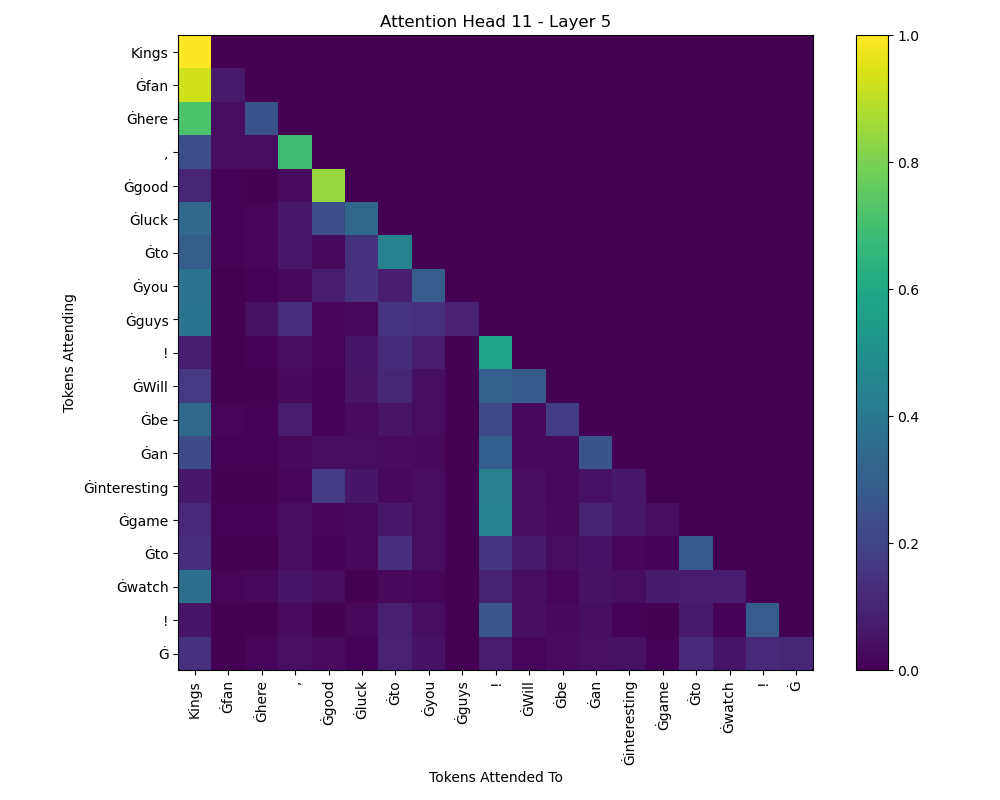 Attention Head 11 - Layer 5
Tokens Attending
Kings
Ġfan
Ġhere
,
Ġgood
Ġluck
Ġto
Ġyou
Ġguys
!
ĠWill
Ġbe
Ġan
Ġinteresting
Ġgame
Ġto
Ġwatch
!
Ġ
Kings
Ġfan
Ġhere
,
Ġgood
Ġluck
Ġto
Ġyou
Ġguys
!
ĠWill
Ġbe
Ġan
Ġinteresting
Ġgame
Ġto
Ġwatch
!
Ġ
Tokens Attended To
1.0
0.8
0.6
0.4
0.2
0.0